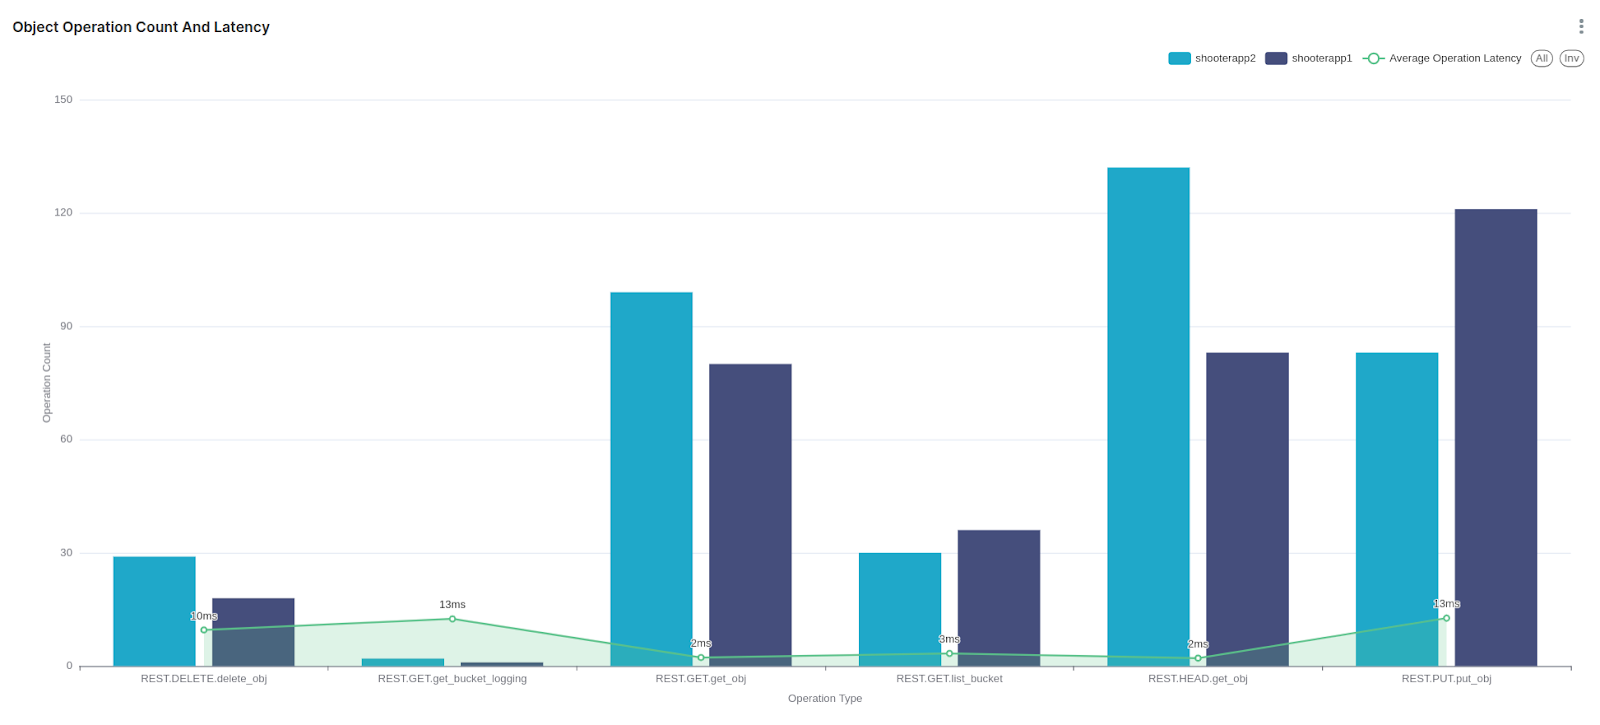 Object Operation Count And Latency
shooterapp2 shooterapp1 Average Operation Latency All Inv
150
120
90
60
30
0
Operation Count
10ms
13ms
2ms
3ms
2ms
13ms
REST.DELETE.delete_obj REST.GET.get_bucket_logging REST.GET.get_obj REST.GET.list_bucket REST.HEAD.get_obj REST.PUT.put_obj
Operation Type